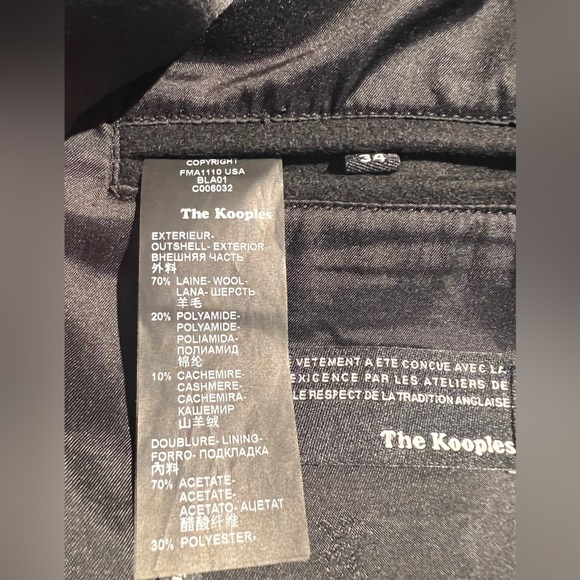 COPYRIGHT
FMA1110 USA
BLA01
C006032
The Kooples
EXTERIEUR-
OUTSHELL- EXTERIOR
ВНЕШНЯЯ ЧАСТЬ
外料
70% LAINE- WOOL-
LANA- ШЕРСТЬ
羊毛
20% POLYAMIDE-
POLYAMIDE-
POLIAMIDA-
ПОЛИАМИД
锦纶
10% CACHEMIRE-
CASHMERE-
CACHEMIRA-
КАШЕМИР
山羊绒
DOUBLURE- LINING-
FORRO- ПОДКЛАДКА
內料
70% ACETATE-
ACETATE-
ACETATO- АЦЕТАТ
醋酸纤维
30% POLYESTER-
34
VETEMENT A ETE CONCUE AVEC LA
EXIGENCE PAR LES ATELIERS DE
LE RESPECT DE LA TRADITION ANGLAISE
The Kooples